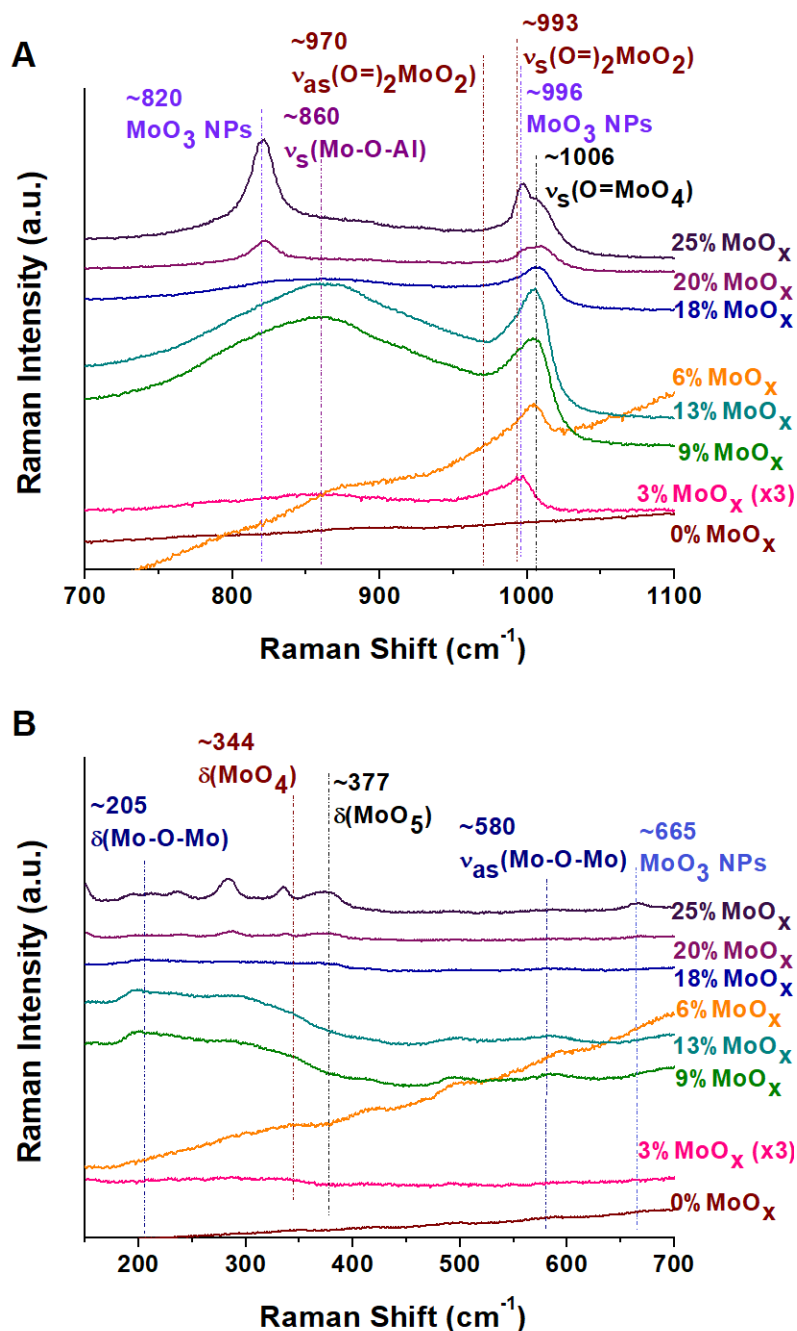 A
~970
νas(O=)2MoO2
~993
νs(O=)2MoO2
~820
MoO3 NPs
~860
νs(Mo-O-Al)
~996
MoO3 NPs
~1006
νs(O=MoO4)
25% MoOx
20% MoOx
18% MoOx
6% MoOx
13% MoOx
9% MoOx
3% MoOx (x3)
0% MoOx
Raman Intensity (a.u.)
700 800 900 1000 1100
Raman Shift (cm-1)
B
~344
δ(MoO4)
~377
δ(MoO5)
~205
δ(Mo-O-Mo)
~580
νas(Mo-O-Mo)
~665
MoO3 NPs
25% MoOx
20% MoOx
18% MoOx
6% MoOx
13% MoOx
9% MoOx
3% MoOx (x3)
0% MoOx
Raman Intensity (a.u.)
200 300 400 500 600 700
Raman Shift (cm-1)